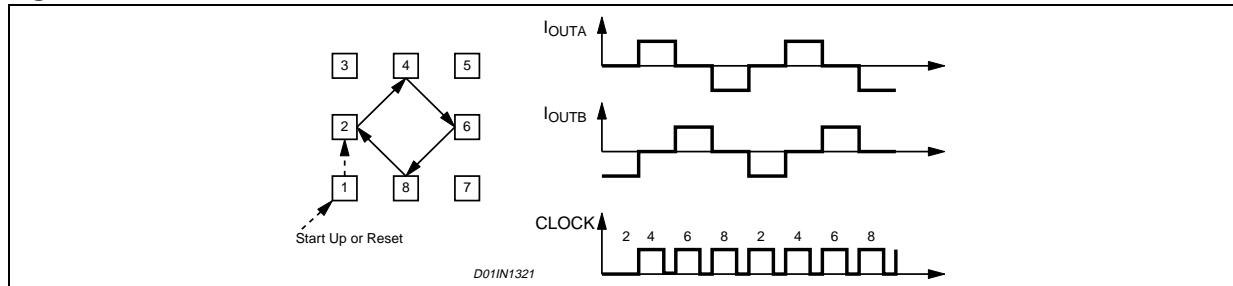 3 4 5
2 6
1 8 7
Start Up or Reset
IOUTA
IOUTB
CLOCK
2 4 6 8 2 4 6 8
D01IN1321